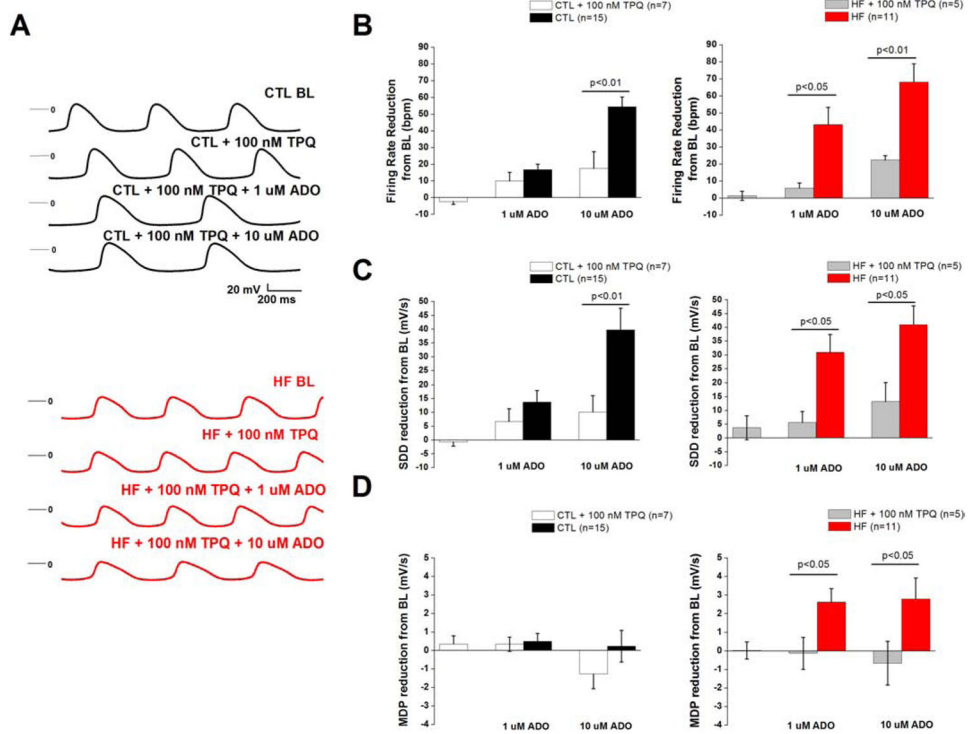 A
CTL BL
0
CTL + 100 nM TPQ
0
CTL + 100 nM TPQ + 1 uM ADO
0
CTL + 100 nM TPQ + 10 uM ADO
0
20 mV
200 ms
HF BL
0
HF + 100 nM TPQ
0
HF + 100 nM TPQ + 1 uM ADO
0
HF + 100 nM TPQ + 10 uM ADO
0
B
CTL + 100 nM TPQ (n=7)
CTL (n=15)
Firing Rate Reduction
from BL (bpm)
90
80
70
60
50
40
30
20
10
0
-10
p<0.01
1 uM ADO
10 uM ADO
HF + 100 nM TPQ (n=5)
HF (n=11)
Firing Rate Reduction
from BL (bpm)
90
80
70
60
50
40
30
20
10
0
-10
p<0.05
p<0.01
1 uM ADO
10 uM ADO
C
CTL + 100 nM TPQ (n=7)
CTL (n=15)
SDD reduction from BL (mV/s)
50
45
40
35
30
25
20
15
10
5
0
-5
-10
p<0.01
1 uM ADO
10 uM ADO
HF + 100 nM TPQ (n=5)
HF (n=11)
SDD reduction from BL (mV/s)
50
45
40
35
30
25
20
15
10
5
0
-5
-10
p<0.05
p<0.05
1 uM ADO
10 uM ADO
D
CTL + 100 nM TPQ (n=7)
CTL (n=15)
MDP reduction from BL (mV/s)
5
4
3
2
1
0
-1
-2
-3
-4
1 uM ADO
10 uM ADO
HF + 100 nM TPQ (n=5)
HF (n=11)
MDP reduction from BL (mV/s)
5
4
3
2
1
0
-1
-2
-3
-4
p<0.05
p<0.05
1 uM ADO
10 uM ADO